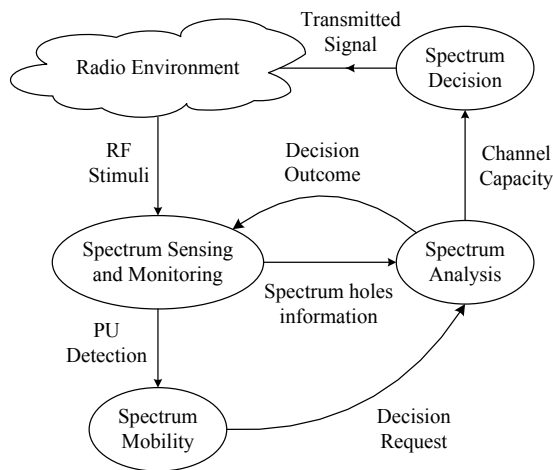 Transmitted
Signal
Radio Environment
Spectrum
Decision
RF
Stimuli
Decision
Outcome
Channel
Capacity
Spectrum Sensing
and Monitoring
Spectrum
Analysis
Spectrum holes
information
PU
Detection
Spectrum
Mobility
Decision
Request